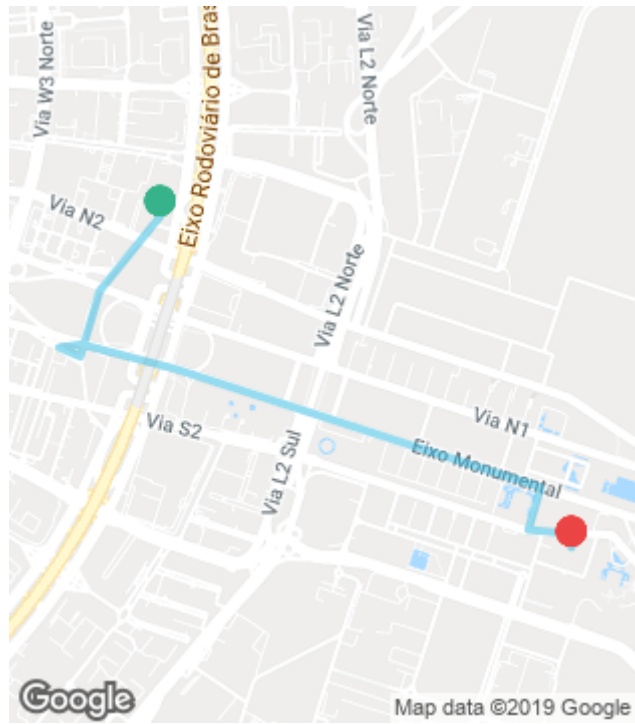 Via W3 Norte
Eixo Rodoviário de Bras
Via L2 Norte
Via N2
Via L2 Norte
Via S2
Via N1
Via L2 Sul
Eixo Monumental
Google
Map data ©2019 Google